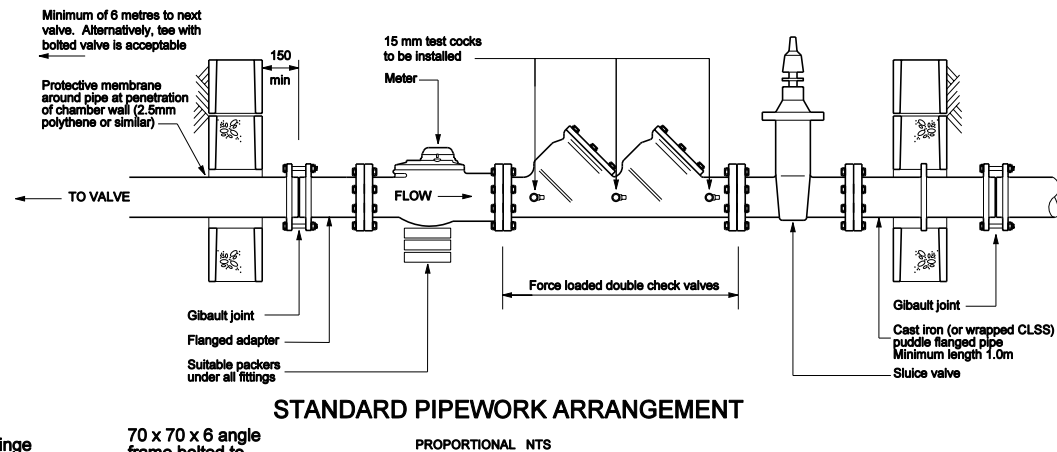 Minimum of 6 metres to next
valve. Alternatively, tee with
bolted valve is acceptable
150
min
15 mm test cocks
to be installed
Meter
Protective membrane
around pipe at penetration
of chamber wall (2.5mm
polythene or similar)
TO VALVE
FLOW
Force loaded double check valves
Gibault joint
Flanged adapter
Suitable packers
under all fittings
Gibault joint
Cast iron (or wrapped CLSS)
puddle flanged pipe
Minimum length 1.0m
Sluice valve
STANDARD PIPEWORK ARRANGEMENT
PROPORTIONAL NTS
inge
70 x 70 x 6 angle
frame bolted to